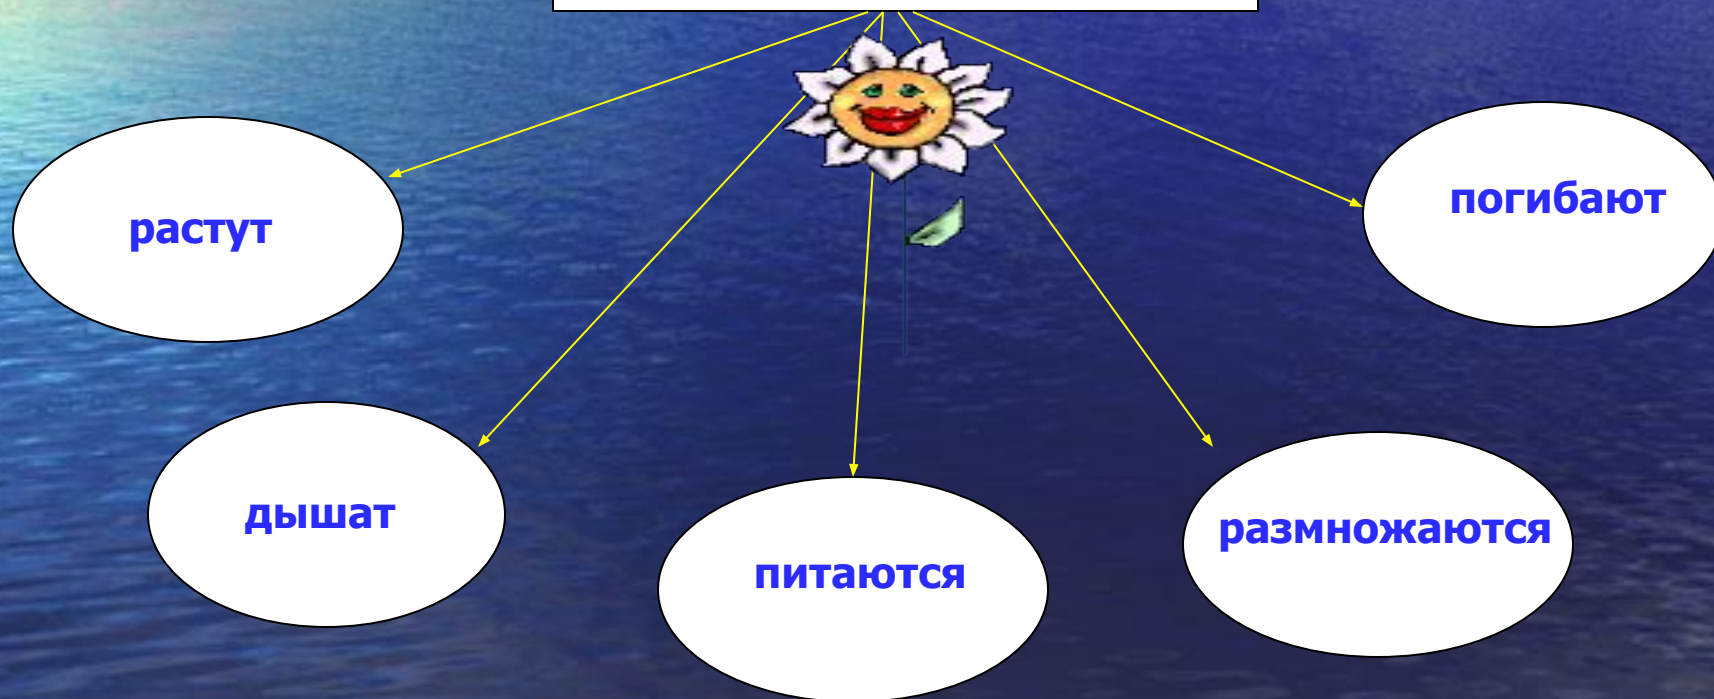 растут
погибают
дышат
питаются
размножаются